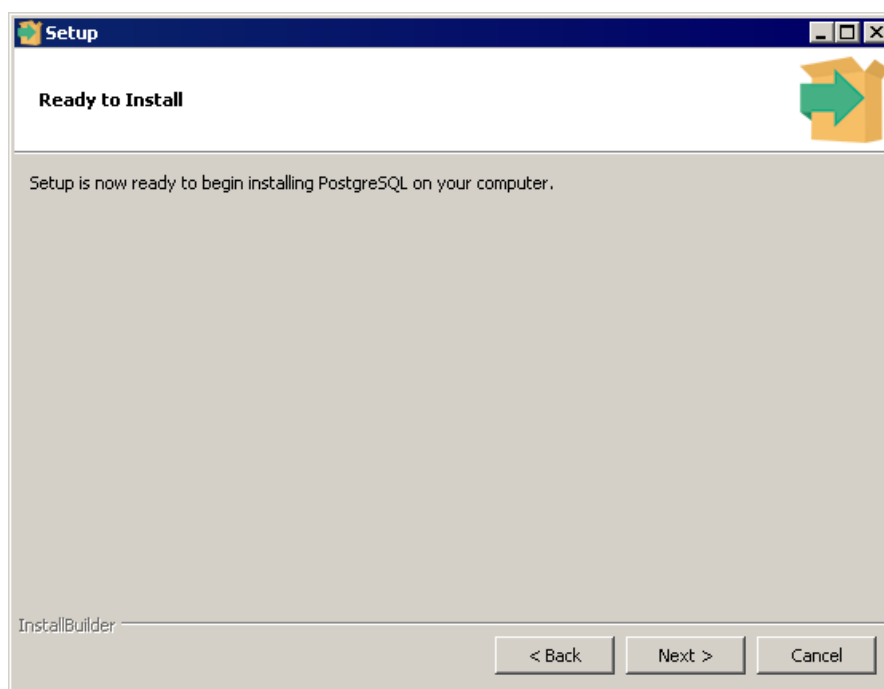 Setup
Ready to Install
Setup is now ready to begin installing PostgreSQL on your computer.
InstallBuilder
< Back
Next >
Cancel